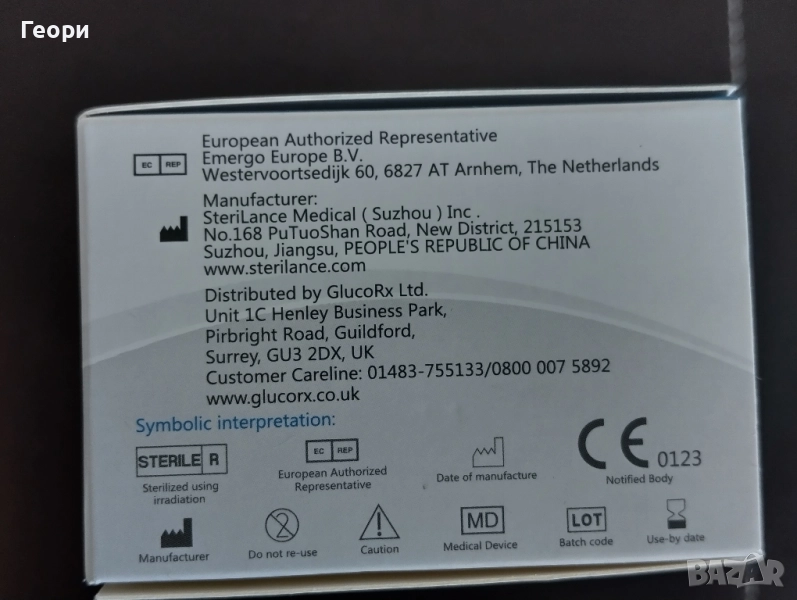 Геори
European Authorized Representative
EC REP
Emergo Europe B.V.
Westervoortsedijk 60, 6827 AT Arnhem, The Netherlands
Manufacturer:
SteriLance Medical ( Suzhou ) Inc .
No.168 PuTuoShan Road, New District, 215153
Suzhou, Jiangsu, PEOPLE'S REPUBLIC OF CHINA
www.sterilance.com
Distributed by GlucoRx Ltd.
Unit 1C Henley Business Park,
Pirbright Road, Guildford,
Surrey, GU3 2DX, UK
Customer Careline: 01483-755133/0800 007 5892
www.glucorx.co.uk
Symbolic interpretation:
STERILE R
Sterilized using
irradiation
EC REP
European Authorized
Representative
Date of manufacture
CE 0123
Notified Body
Manufacturer
2
Do not re-use
Caution
MD
Medical Device
LOT
Batch code
Use-by date
BAZAR